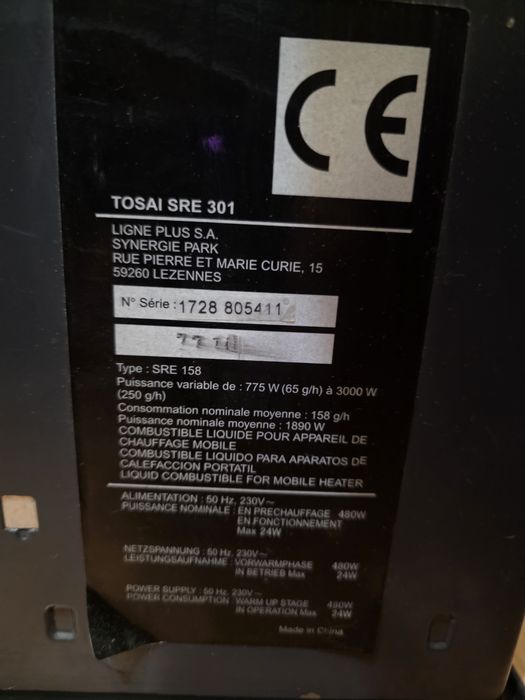 CE
TOSAI SRE 301
LIGNE PLUS S.A.
SYNERGIE PARK
RUE PIERRE ET MARIE CURIE, 15
59260 LEZENNES
N° Série : 1728 805411
Type : SRE 158
Puissance variable de : 775 W (65 g/h) à 3000 W
(250 g/h)
Consommation nominale moyenne : 158 g/h
Puissance nominale moyenne : 1890 W
COMBUSTIBLE LIQUIDE POUR APPAREIL DE
CHAUFFAGE MOBILE
COMBUSTIBLE LIQUIDO PARA APARATOS DE
CALEFACCION PORTATIL
LIQUID COMBUSTIBLE FOR MOBILE HEATER
ALIMENTATION : 50 Hz, 230V~
PUISSANCE NOMINALE : EN PRECHAUFFAGE 480W
EN FONCTIONNEMENT
Max 24W
NETZSPANNUNG : 50 Hz, 230V~
LEISTUNGSAUFNAHME : VORWARMPHASE 480W
IN BETRIEB Max 24W
POWER SUPPLY : 50 Hz, 230V~
POWER CONSUMPTION : WARM UP STAGE 480W
IN OPERATION Max 24W
Made in China